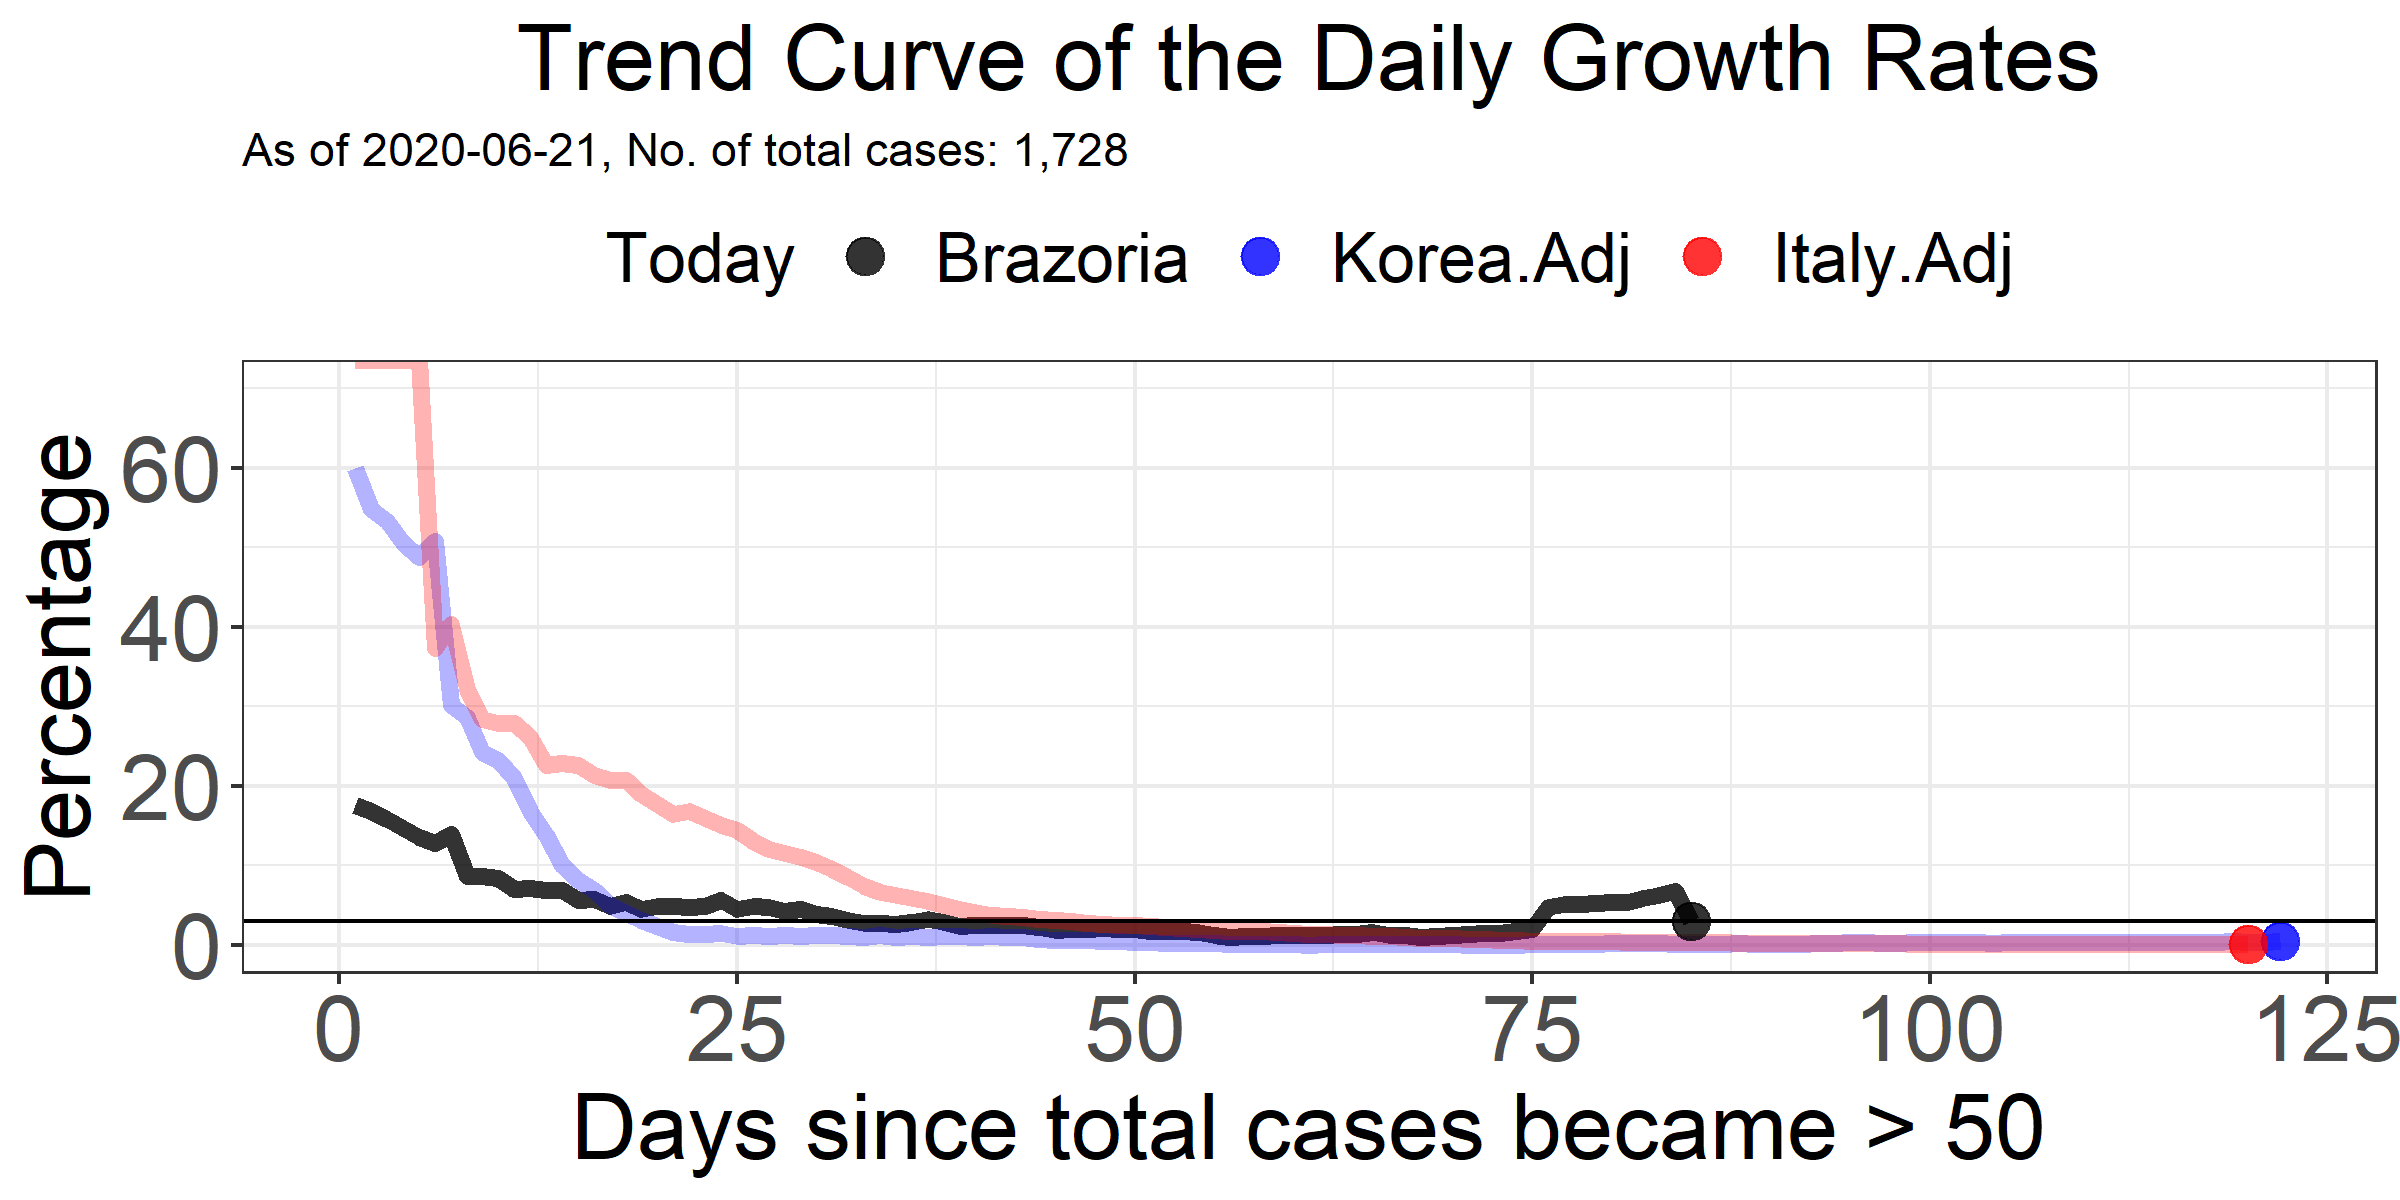 Trend Curve of the Daily Growth Rates
As of 2020-06-21, No. of total cases: 1,728
Today Brazoria Korea.Adj Italy.Adj
Percentage
60
40
20
0
0 25 50 75 100 125
Days since total cases became > 50